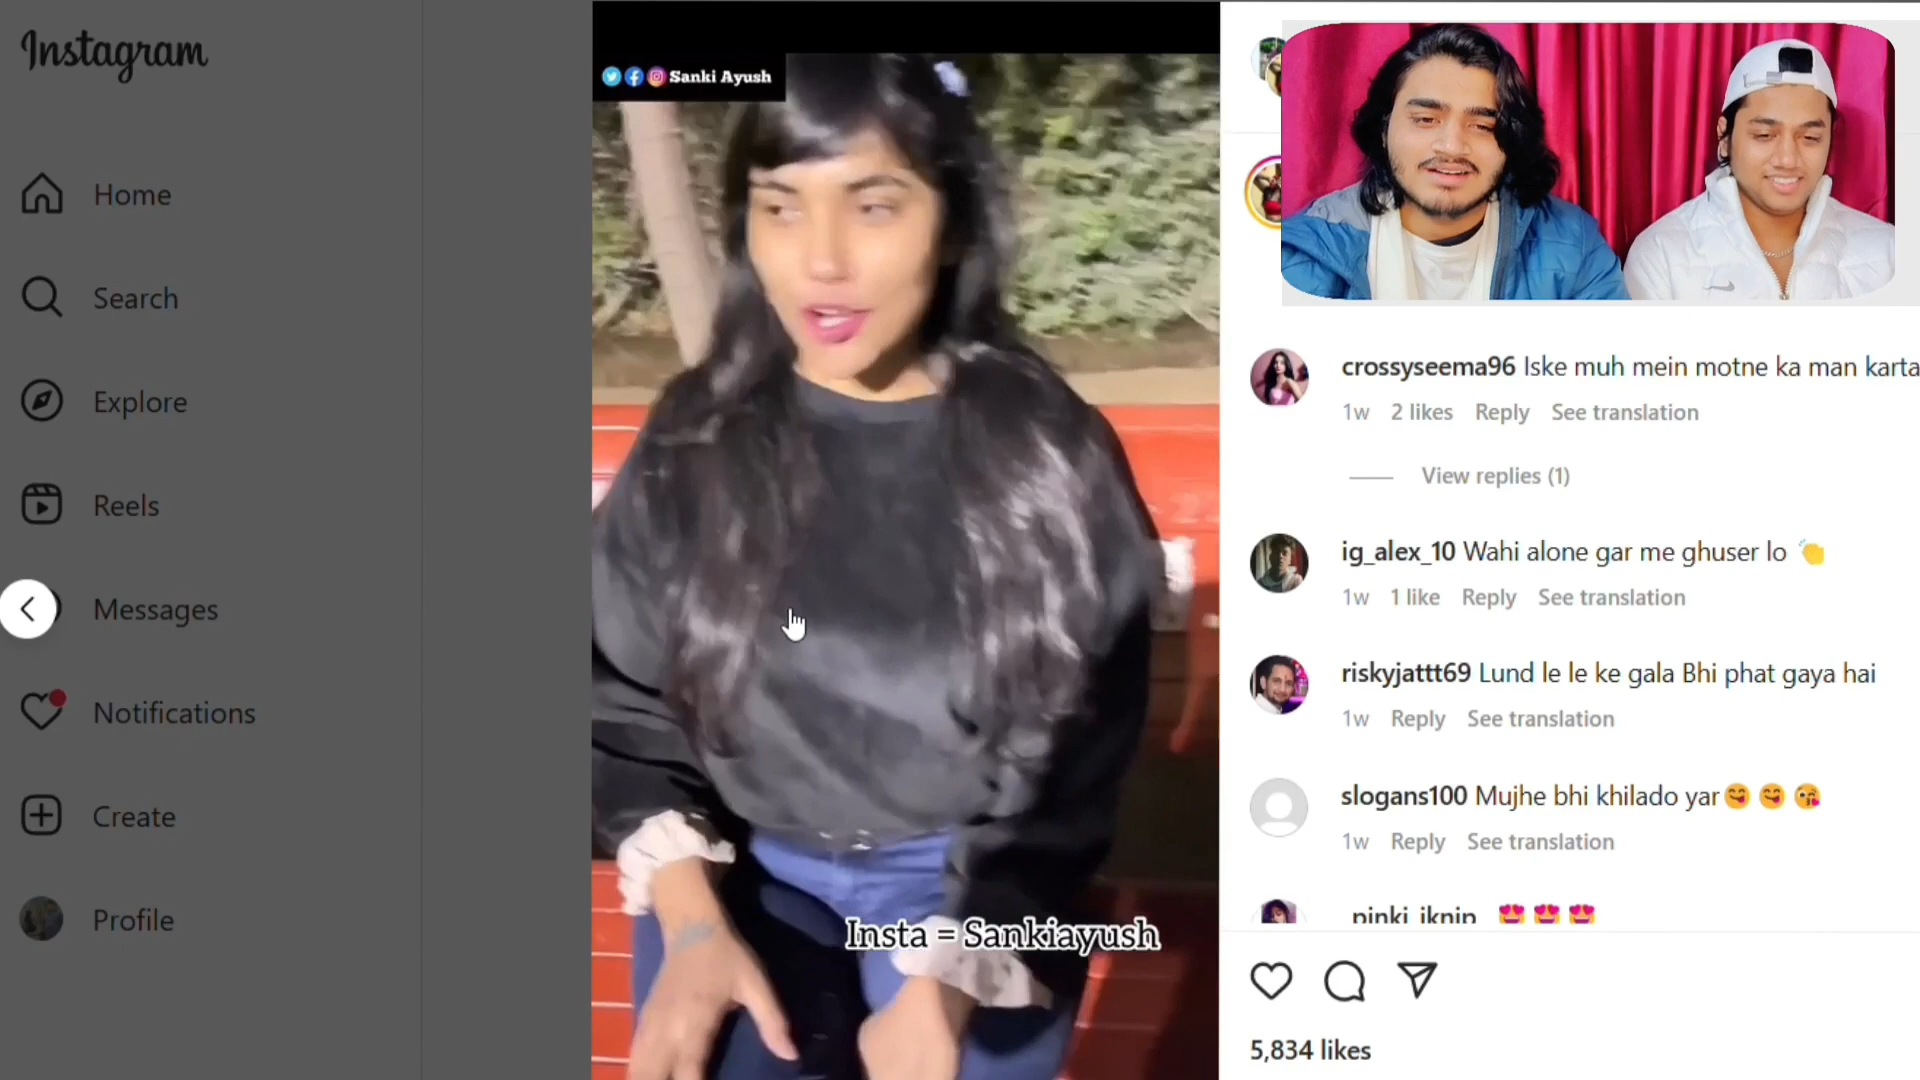 Instagram
Home
Search
Explore
Reels
Messages
Notifications
Create
Profile
Sanki Ayush
Insta = Sankiayush
crossyseema96 Iske muh mein motne ka man karta
1w 2 likes Reply See translation
View replies (1)
ig_alex_10 Wahi alone gar me ghuser lo 👏
1w 1 like Reply See translation
riskyjattt69 Lund le le ke gala Bhi phat gaya hai
1w Reply See translation
slogans100 Mujhe bhi khilado yar😋 😋 😘
1w Reply See translation
😍 😍 😍
5,834 likes